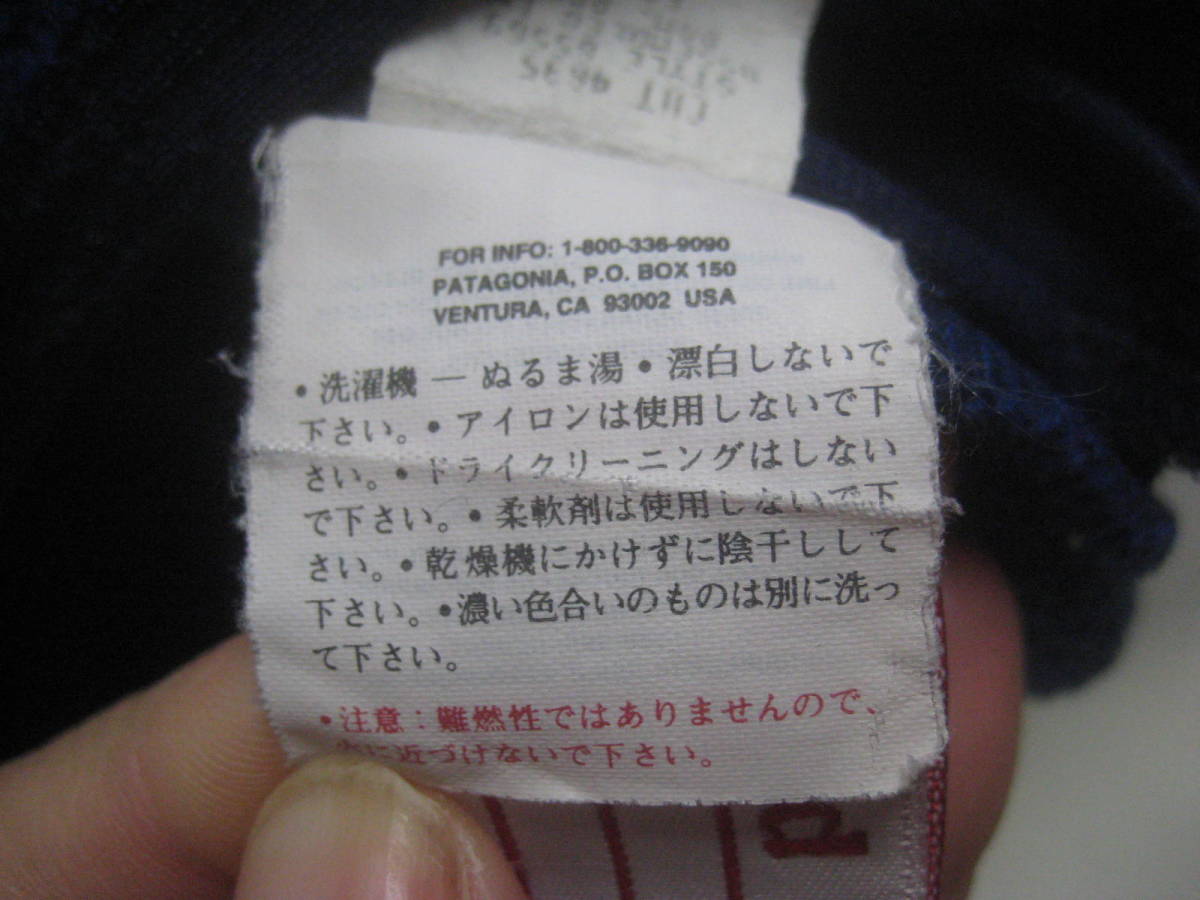 CUT 4635
STYLE
FOR INFO: 1-800-336-9090
PATAGONIA, P.O. BOX 150
VENTURA, CA 93002 USA
・洗濯機 — ぬるま湯・漂白しないで
下さい。・アイロンは使用しないで下
さい。・ドライクリーニングはしない
で下さい。・柔軟剤は使用しないで下
さい。・乾燥機にかけずに陰干しして
下さい。・濃い色合いのものは別に洗っ
て下さい。
・注意：難燃性ではありませんので、
火に近づけないで下さい。